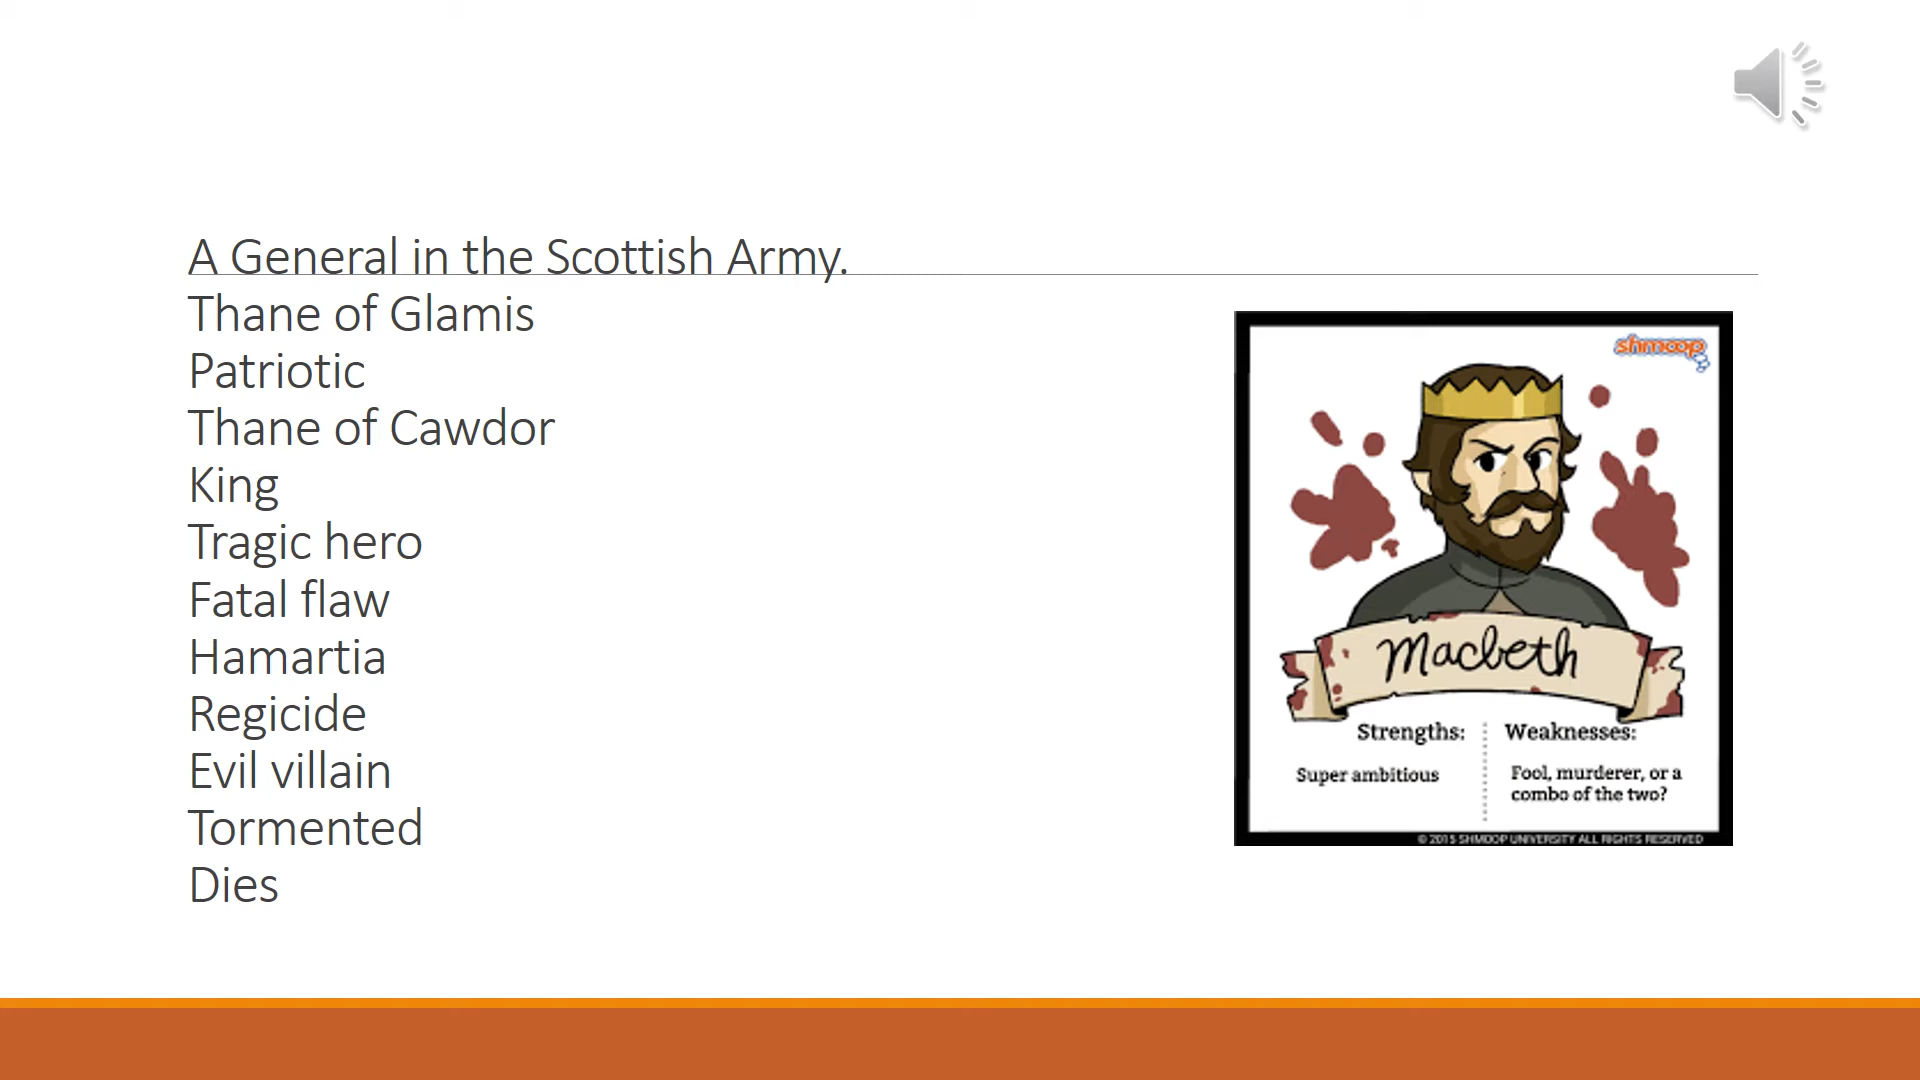 A General in the Scottish Army.
Thane of Glamis
Patriotic
Thane of Cawdor
King
Tragic hero
Fatal flaw
Hamartia
Regicide
Evil villain
Tormented
Dies
shmoop
Macbeth
Strengths:
Super ambitious
Weaknesses:
Fool, murderer, or a
combo of the two?
© 2015 SHMOOP UNIVERSITY ALL RIGHTS RESERVED